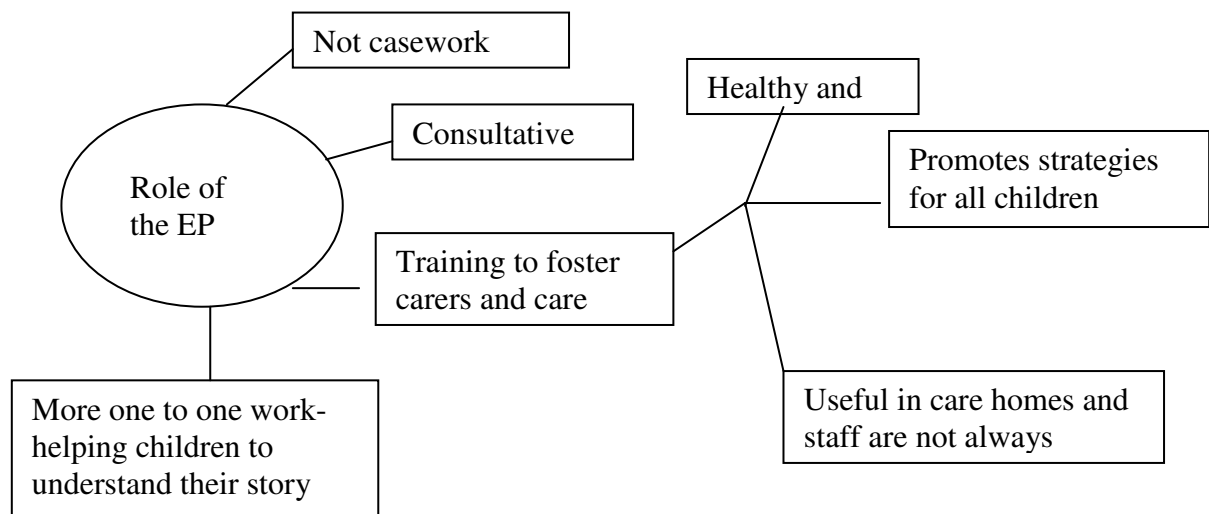 Not casework
Healthy and
Consultative
Promotes strategies
for all children
Role of
the EP
Training to foster
carers and care
Useful in care homes and
staff are not always
More one to one work-
helping children to
understand their story